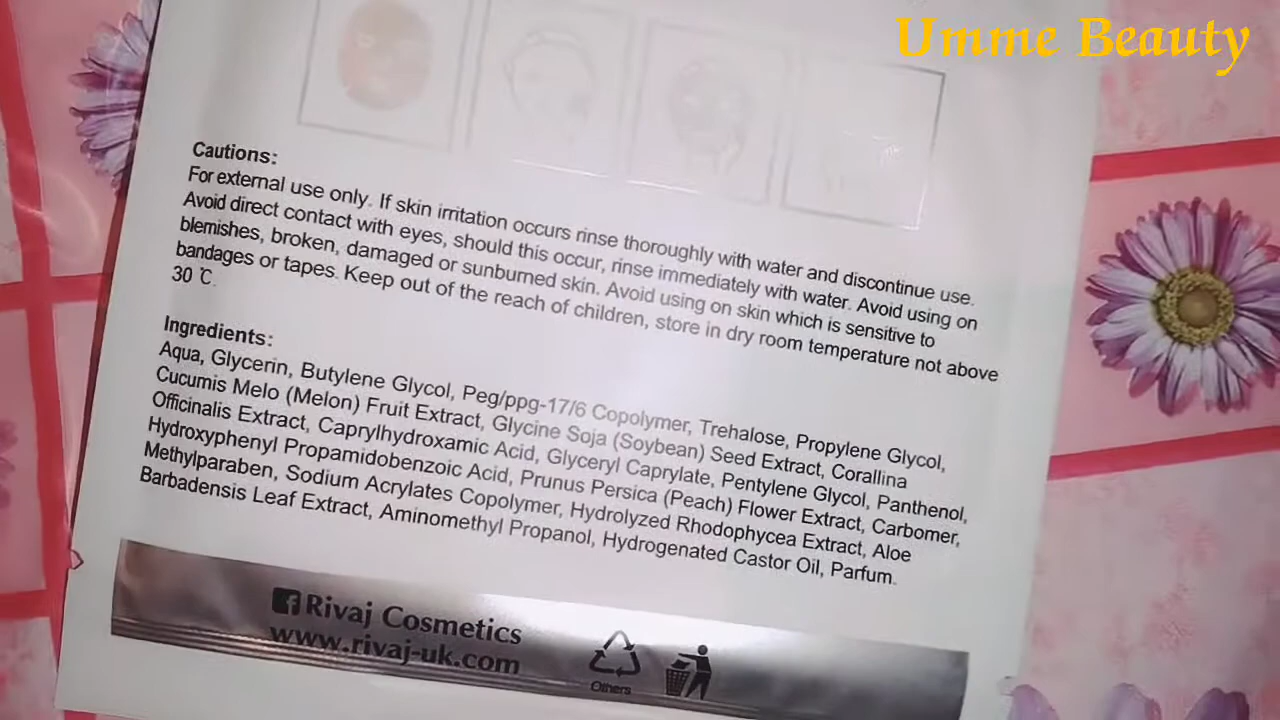 Umme Beauty
Cautions:
For external use only. If skin irritation occurs rinse thoroughly with water and discontinue use.
Avoid direct contact with eyes, should this occur, rinse immediately with water. Avoid using on
blemishes, broken, damaged or sunburned skin. Avoid using on skin which is sensitive to
bandages or tapes. Keep out of the reach of children, store in dry room temperature not above
30 ℃.
Ingredients:
Aqua, Glycerin, Butylene Glycol, Peg/ppg-17/6 Copolymer, Trehalose, Propylene Glycol,
Cucumis Melo (Melon) Fruit Extract, Glycine Soja (Soybean) Seed Extract, Corallina
Officinalis Extract, Caprylhydroxamic Acid, Glyceryl Caprylate, Pentylene Glycol, Panthenol,
Hydroxyphenyl Propamidobenzoic Acid, Prunus Persica (Peach) Flower Extract, Carbomer,
Methylparaben, Sodium Acrylates Copolymer, Hydrolyzed Rhodophycea Extract, Aloe
Barbadensis Leaf Extract, Aminomethyl Propanol, Hydrogenated Castor Oil, Parfum.
Rivaj Cosmetics
www.rivaj-uk.com
Others